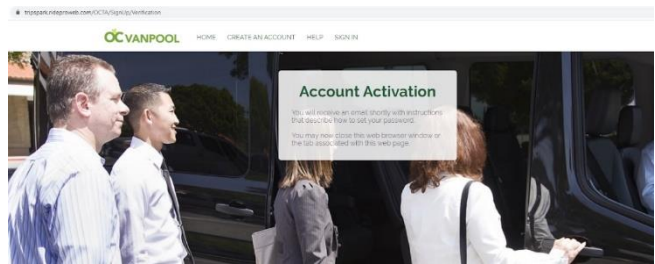 tripspark.rideproweb.com/OCTA/SignUp/Verification
OC VANPOOL
HOME CREATE AN ACCOUNT HELP SIGN IN
Account Activation
You will receive an email shortly with instructions
that describe how to set your password.
You may now close this web browser window or
the tab associated with this web page.